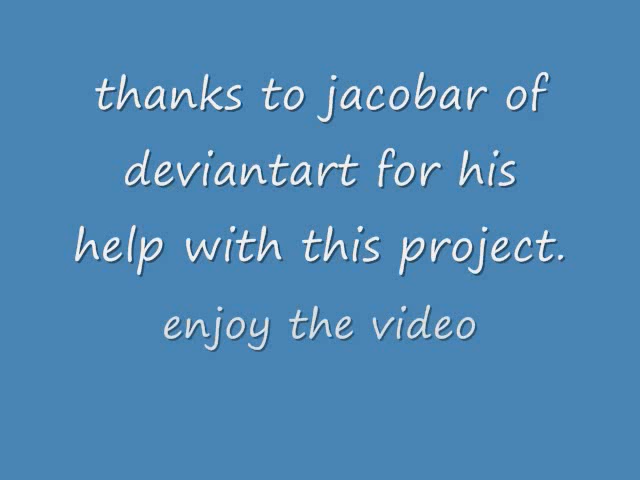 thanks to jacobar of
deviantart for his
help with this project.
enjoy the video